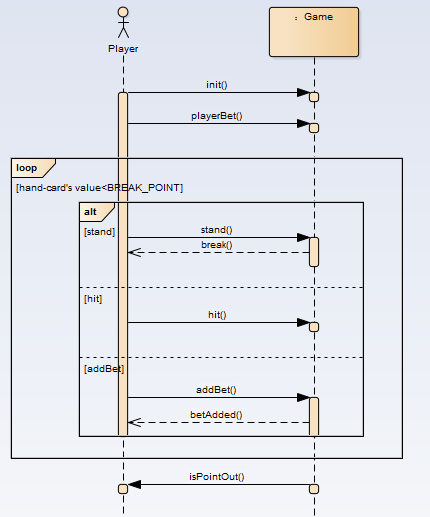 : Game
Player
init()
playerBet()
loop
[hand-card's value<BREAK_POINT]
alt
[stand]
stand()
break()
[hit]
hit()
[addBet]
addBet()
betAdded()
isPointOut()